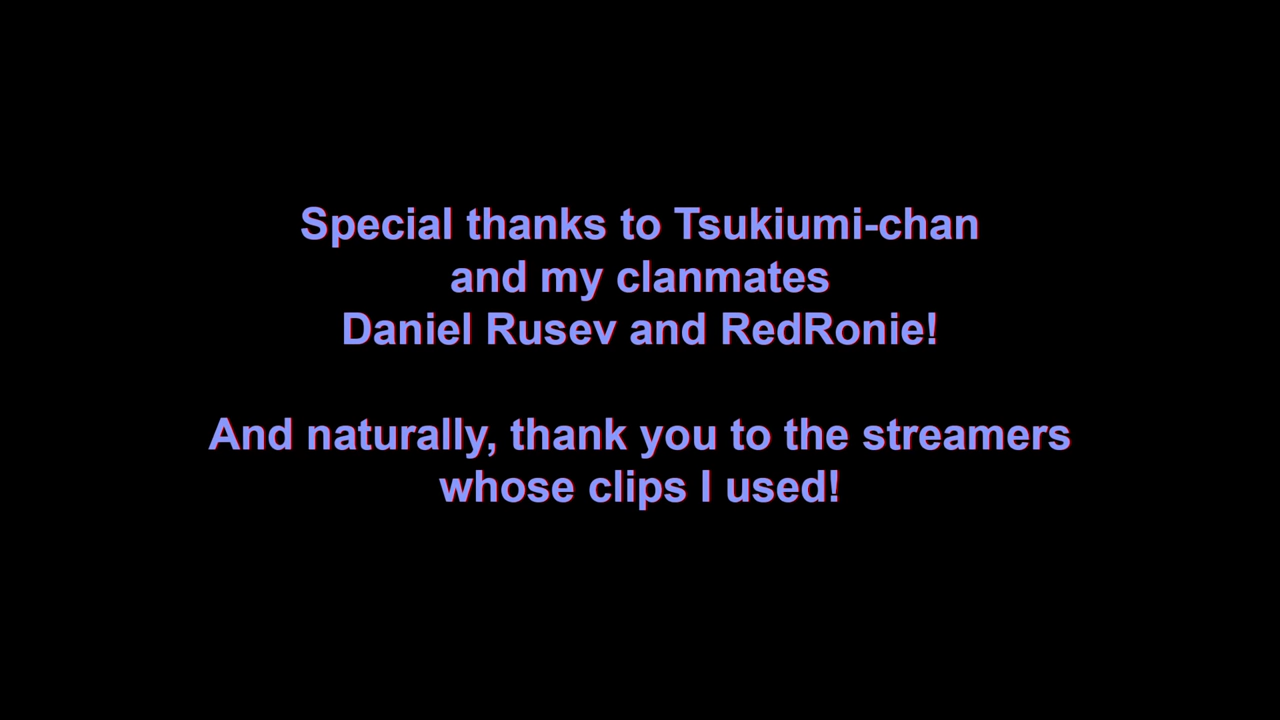 Special thanks to Tsukiumi-chan
and my clanmates
Daniel Rusev and RedRonie!
And naturally, thank you to the streamers
whose clips I used!